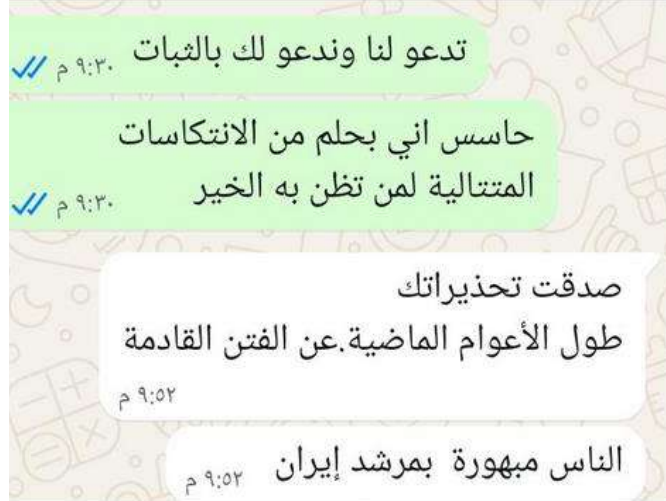 تدعو لنا وندعو لك بالثبات ٩:٣٠ م
حاسس اني بحلم من الانتكاسات
المتتالية لمن تظن به الخير ٩:٣٠ م
صدقت تحذيراتك
طول الأعوام الماضية.عن الفتن القادمة
٩:٥٢ م
الناس مبهورة بمرشد إيران ٩:٥٢ م